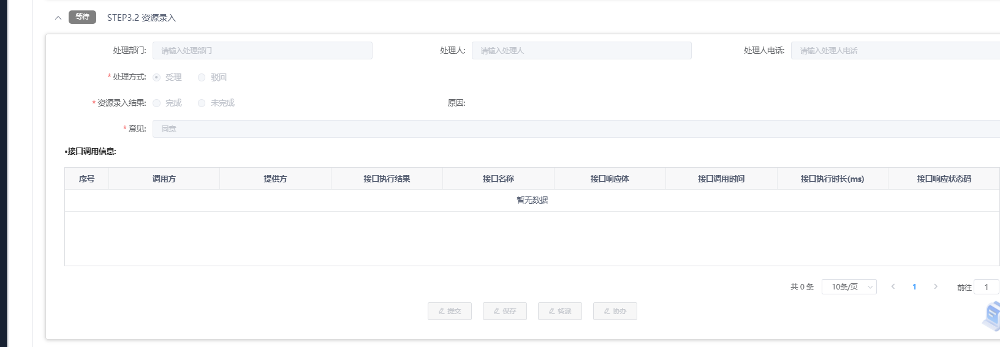 等待 STEP3.2 资源录入
处理部门: 请输入处理部门 处理人: 请输入处理人 处理人电话: 请输入处理人电话
* 处理方式: 受理 驳回
* 资源录入结果: 完成 未完成 原因:
* 意见: 同意
•接口调用信息:
序号 调用方 提供方 接口执行结果 接口名称 接口响应体 接口调用时间 接口执行时长(ms) 接口响应状态码
暂无数据
共 0 条 10条/页 < 1 > 前往 1
提交 保存 转派 协办